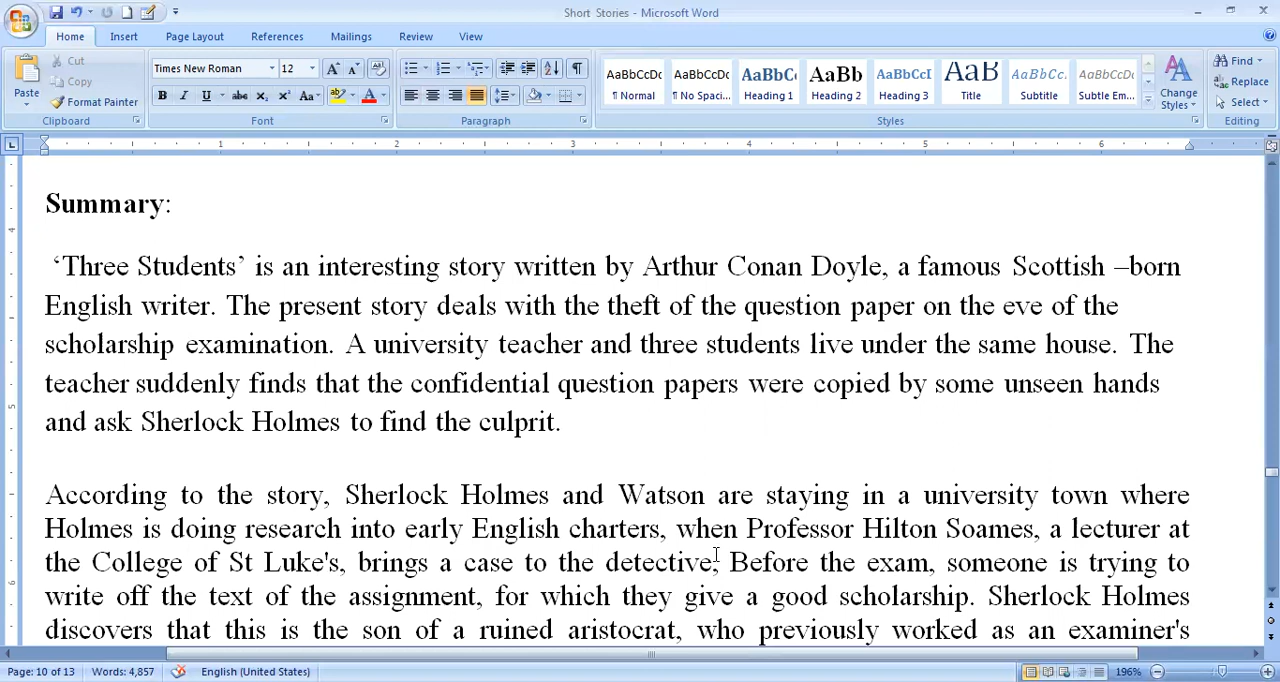 Short Stories - Microsoft Word
Home Insert Page Layout References Mailings Review View
Paste
Cut
Copy
Format Painter
Clipboard
Times New Roman 12
B I U abc X₂ X² Aa
Font
Paragraph
AaBbCcDc AaBbCcDc AaBbC AaBb AaBbCcI AaB AaBbCc. AaBbCcDc
¶ Normal ¶ No Spaci... Heading 1 Heading 2 Heading 3 Title Subtitle Subtle Em...
Change
Styles
Styles
Find
Replace
Select
Editing
1 2 3 4 5 6
Summary:
‘Three Students’ is an interesting story written by Arthur Conan Doyle, a famous Scottish –born
English writer. The present story deals with the theft of the question paper on the eve of the
scholarship examination. A university teacher and three students live under the same house. The
teacher suddenly finds that the confidential question papers were copied by some unseen hands
and ask Sherlock Holmes to find the culprit.
According to the story, Sherlock Holmes and Watson are staying in a university town where
Holmes is doing research into early English charters, when Professor Hilton Soames, a lecturer at
the College of St Luke's, brings a case to the detective; Before the exam, someone is trying to
write off the text of the assignment, for which they give a good scholarship. Sherlock Holmes
discovers that this is the son of a ruined aristocrat, who previously worked as an examiner's
Page: 10 of 13 Words: 4,857 English (United States) 196%